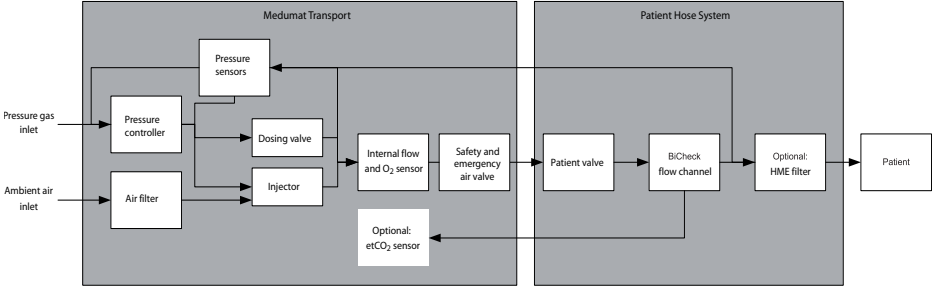 Medumat Transport
Patient Hose System
Pressure
sensors
Pressure gas
inlet
Pressure
controller
Dosing valve
Internal flow
and O2 sensor
Safety and
emergency
air valve
Patient valve
BiCheck
flow channel
Optional:
HME filter
Patient
Ambient air
inlet
Air filter
Injector
Optional:
etCO2 sensor